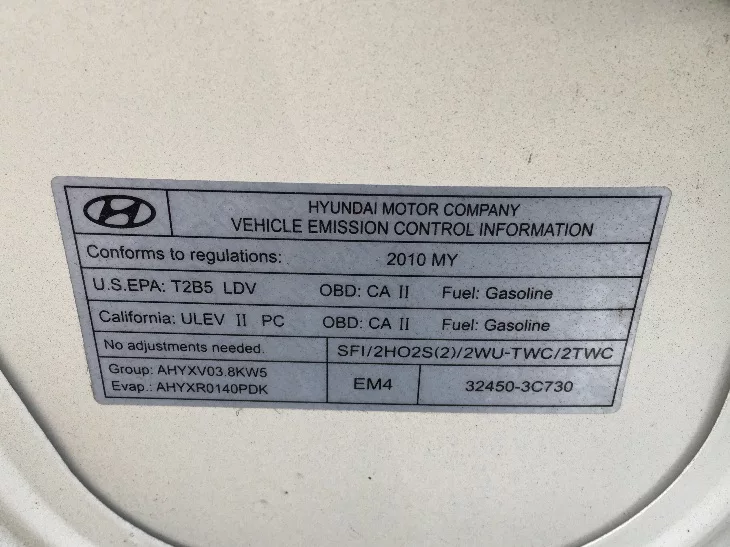 HYUNDAI MOTOR COMPANY
VEHICLE EMISSION CONTROL INFORMATION
Conforms to regulations: 2010 MY
U.S.EPA: T2B5 LDV OBD: CA II Fuel: Gasoline
California: ULEV II PC OBD: CA II Fuel: Gasoline
No adjustments needed. SFI/2HO2S(2)/2WU-TWC/2TWC
Group: AHYXV03.8KW5
Evap.: AHYXR0140PDK
EM4 32450-3C730